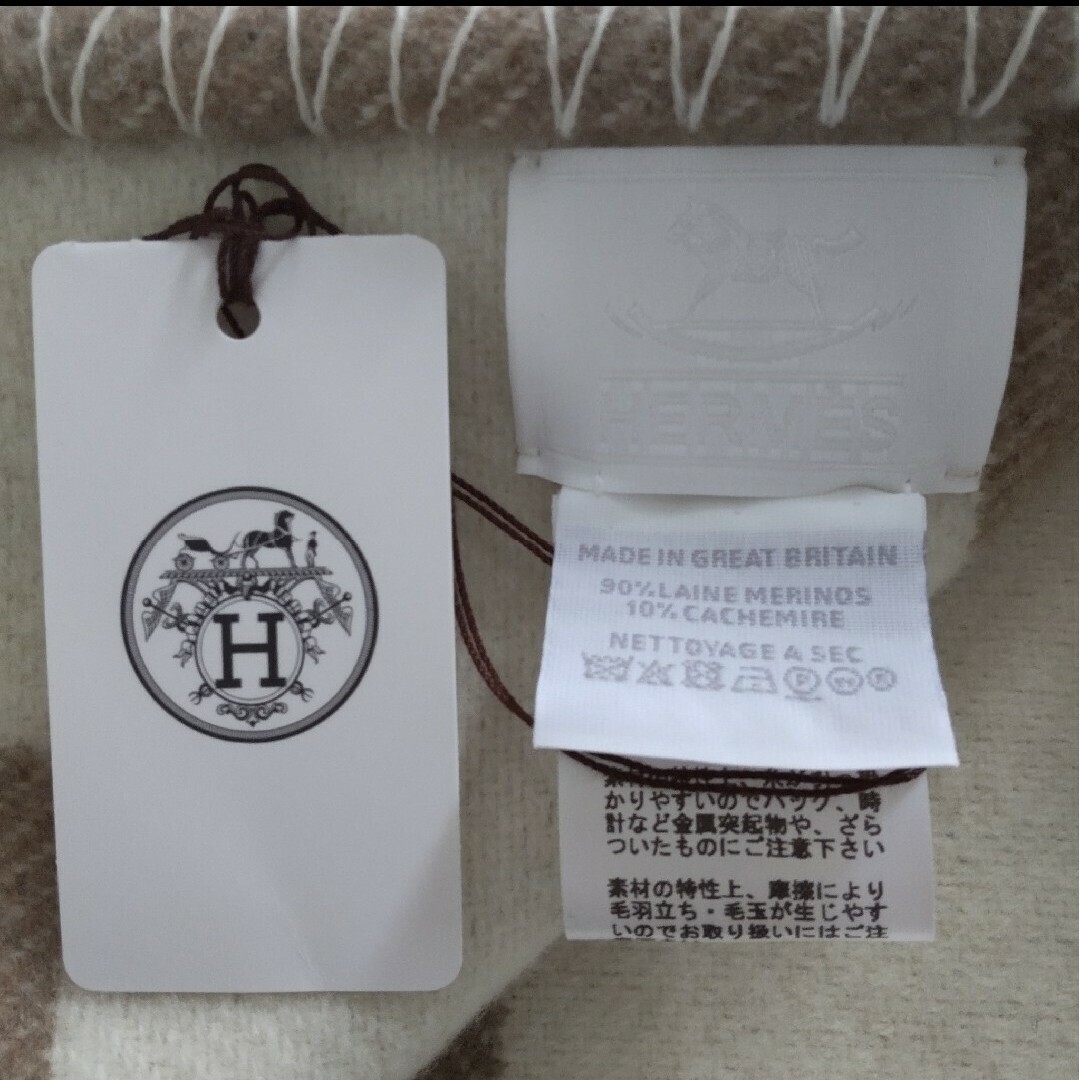 H
HERMES
MADE IN GREAT BRITAIN
90%LAINE MERINOS
10% CACHEMIRE
NETTOYAGE A SEC
P
かりやすいのでバッグ、時
計など金属突起物や、ざら
ついたものにご注意下さい
素材の特性上、摩擦により
毛羽立ち・毛玉が生じやす
いのでお取り扱いにはご注